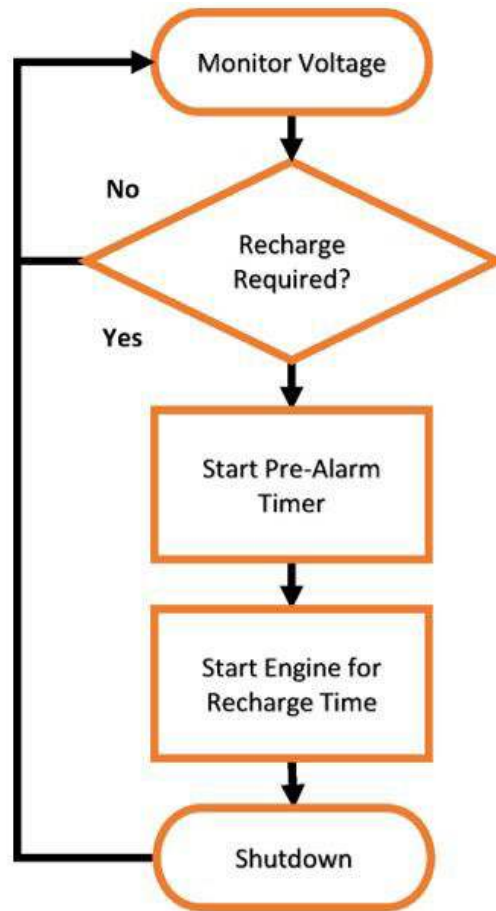 Monitor Voltage
No
Recharge
Required?
Yes
Start Pre-Alarm
Timer
Start Engine for
Recharge Time
Shutdown